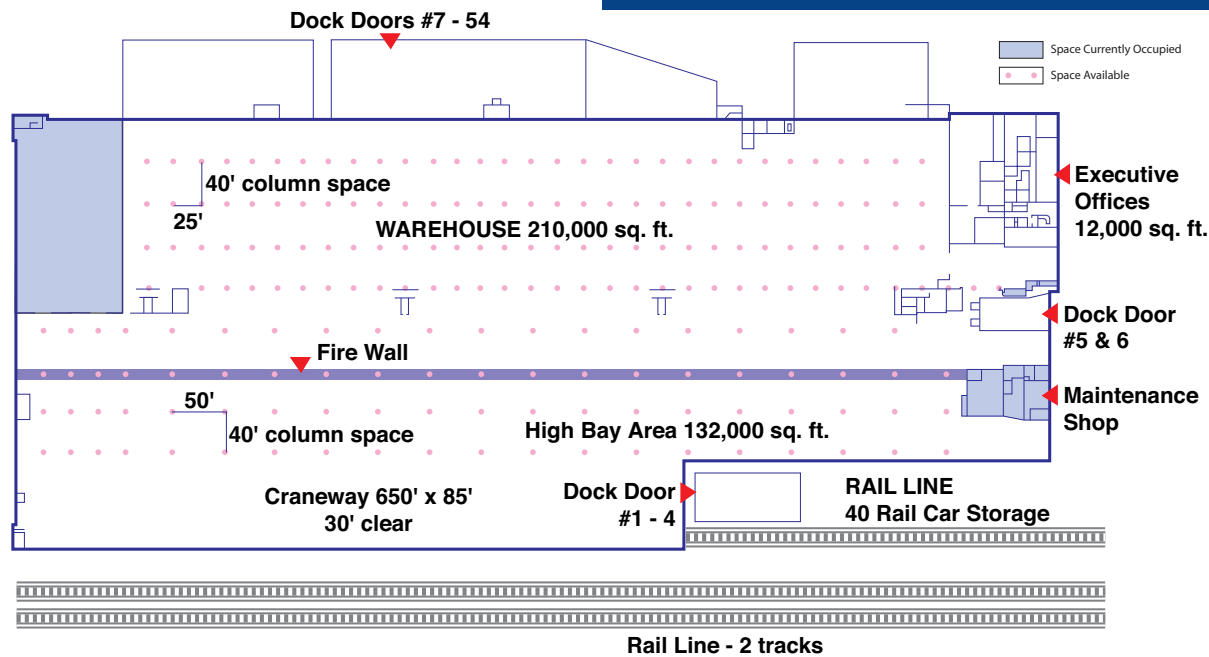 Dock Doors #7 - 54
Space Currently Occupied
Space Available
40' column space
25'
WAREHOUSE 210,000 sq. ft.
Executive
Offices
12,000 sq. ft.
Dock Door
#5 & 6
Fire Wall
Maintenance
Shop
50'
40' column space
High Bay Area 132,000 sq. ft.
Craneway 650' x 85'
30' clear
Dock Door
#1 - 4
RAIL LINE
40 Rail Car Storage
Rail Line - 2 tracks